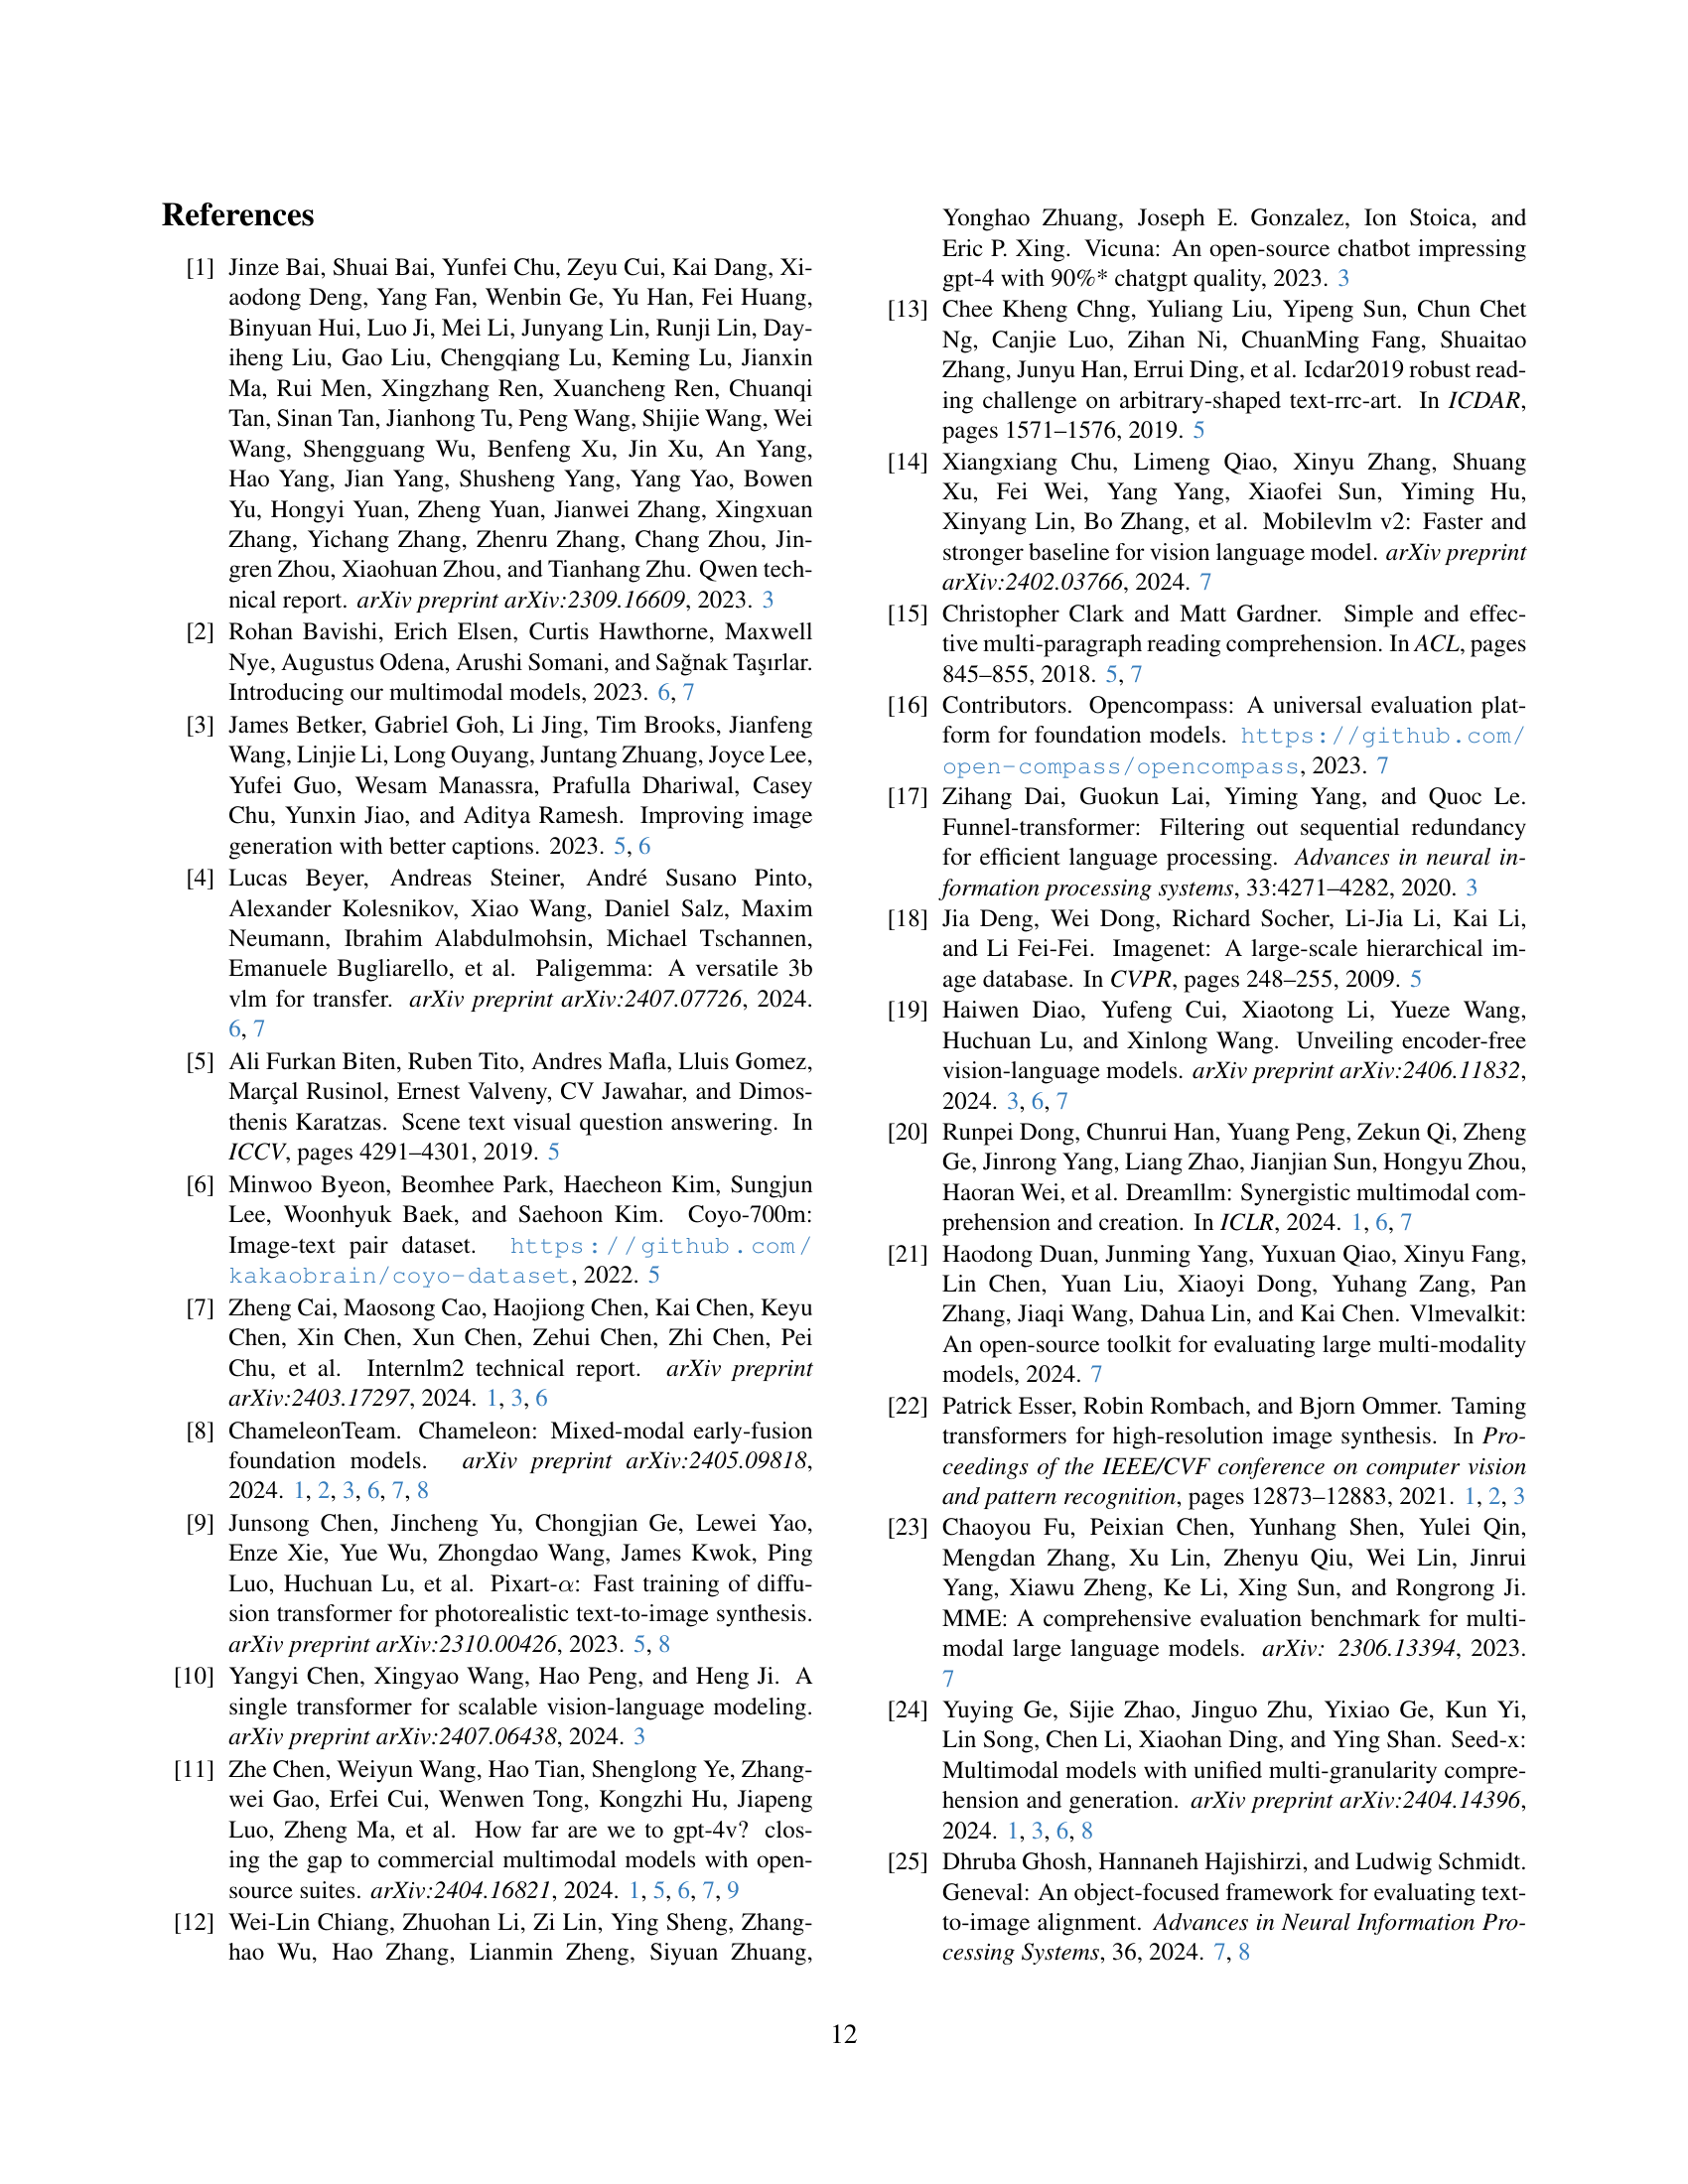 References
[1] Jinze Bai, Shuai Bai, Yunfei Chu, Zeyu Cui, Kai Dang, Xi-
aodong Deng, Yang Fan, Wenbin Ge, Yu Han, Fei Huang,
Binyuan Hui, Luo Ji, Mei Li, Junyang Lin, Runji Lin, Day-
iheng Liu, Gao Liu, Chengqiang Lu, Keming Lu, Jianxin
Ma, Rui Men, Xingzhang Ren, Xuancheng Ren, Chuanqi
Tan, Sinan Tan, Jianhong Tu, Peng Wang, Shijie Wang, Wei
Wang, Shengguang Wu, Benfeng Xu, Jin Xu, An Yang,
Hao Yang, Jian Yang, Shusheng Yang, Yang Yao, Bowen
Yu, Hongyi Yuan, Zheng Yuan, Jianwei Zhang, Xingxuan
Zhang, Yichang Zhang, Zhenru Zhang, Chang Zhou, Jin-
gren Zhou, Xiaohuan Zhou, and Tianhang Zhu. Qwen tech-
nical report. arXiv preprint arXiv:2309.16609, 2023. 3
[2] Rohan Bavishi, Erich Elsen, Curtis Hawthorne, Maxwell
Nye, Augustus Odena, Arushi Somani, and Sağnak Taşırlar.
Introducing our multimodal models, 2023. 6, 7
[3] James Betker, Gabriel Goh, Li Jing, Tim Brooks, Jianfeng
Wang, Linjie Li, Long Ouyang, Juntang Zhuang, Joyce Lee,
Yufei Guo, Wesam Manassra, Prafulla Dhariwal, Casey
Chu, Yunxin Jiao, and Aditya Ramesh. Improving image
generation with better captions. 2023. 5, 6
[4] Lucas Beyer, Andreas Steiner, André Susano Pinto,
Alexander Kolesnikov, Xiao Wang, Daniel Salz, Maxim
Neumann, Ibrahim Alabdulmohsin, Michael Tschannen,
Emanuele Bugliarello, et al. Paligemma: A versatile 3b
vlm for transfer. arXiv preprint arXiv:2407.07726, 2024.
6, 7
[5] Ali Furkan Biten, Ruben Tito, Andres Mafla, Lluis Gomez,
Marçal Rusinol, Ernest Valveny, CV Jawahar, and Dimos-
thenis Karatzas. Scene text visual question answering. In
ICCV, pages 4291–4301, 2019. 5
[6] Minwoo Byeon, Beomhee Park, Haecheon Kim, Sungjun
Lee, Woonhyuk Baek, and Saehoon Kim. Coyo-700m:
Image-text pair dataset. https://github.com/
kakaobrain/coyo-dataset, 2022. 5
[7] Zheng Cai, Maosong Cao, Haojiong Chen, Kai Chen, Keyu
Chen, Xin Chen, Xun Chen, Zehui Chen, Zhi Chen, Pei
Chu, et al. Internlm2 technical report. arXiv preprint
arXiv:2403.17297, 2024. 1, 3, 6
[8] ChameleonTeam. Chameleon: Mixed-modal early-fusion
foundation models. arXiv preprint arXiv:2405.09818,
2024. 1, 2, 3, 6, 7, 8
[9] Junsong Chen, Jincheng Yu, Chongjian Ge, Lewei Yao,
Enze Xie, Yue Wu, Zhongdao Wang, James Kwok, Ping
Luo, Huchuan Lu, et al. Pixart-α: Fast training of diffu-
sion transformer for photorealistic text-to-image synthesis.
arXiv preprint arXiv:2310.00426, 2023. 5, 8
[10] Yangyi Chen, Xingyao Wang, Hao Peng, and Heng Ji. A
single transformer for scalable vision-language modeling.
arXiv preprint arXiv:2407.06438, 2024. 3
[11] Zhe Chen, Weiyun Wang, Hao Tian, Shenglong Ye, Zhang-
wei Gao, Erfei Cui, Wenwen Tong, Kongzhi Hu, Jiapeng
Luo, Zheng Ma, et al. How far are we to gpt-4v? clos-
ing the gap to commercial multimodal models with open-
source suites. arXiv:2404.16821, 2024. 1, 5, 6, 7, 9
[12] Wei-Lin Chiang, Zhuohan Li, Zi Lin, Ying Sheng, Zhang-
hao Wu, Hao Zhang, Lianmin Zheng, Siyuan Zhuang,
Yonghao Zhuang, Joseph E. Gonzalez, Ion Stoica, and
Eric P. Xing. Vicuna: An open-source chatbot impressing
gpt-4 with 90%* chatgpt quality, 2023. 3
[13] Chee Kheng Chng, Yuliang Liu, Yipeng Sun, Chun Chet
Ng, Canjie Luo, Zihan Ni, ChuanMing Fang, Shuaitao
Zhang, Junyu Han, Errui Ding, et al. Icdar2019 robust read-
ing challenge on arbitrary-shaped text-rrc-art. In ICDAR,
pages 1571–1576, 2019. 5
[14] Xiangxiang Chu, Limeng Qiao, Xinyu Zhang, Shuang
Xu, Fei Wei, Yang Yang, Xiaofei Sun, Yiming Hu,
Xinyang Lin, Bo Zhang, et al. Mobilevlm v2: Faster and
stronger baseline for vision language model. arXiv preprint
arXiv:2402.03766, 2024. 7
[15] Christopher Clark and Matt Gardner. Simple and effec-
tive multi-paragraph reading comprehension. In ACL, pages
845–855, 2018. 5, 7
[16] Contributors. Opencompass: A universal evaluation plat-
form for foundation models. https://github.com/
open-compass/opencompass, 2023. 7
[17] Zihang Dai, Guokun Lai, Yiming Yang, and Quoc Le.
Funnel-transformer: Filtering out sequential redundancy
for efficient language processing. Advances in neural in-
formation processing systems, 33:4271–4282, 2020. 3
[18] Jia Deng, Wei Dong, Richard Socher, Li-Jia Li, Kai Li,
and Li Fei-Fei. Imagenet: A large-scale hierarchical im-
age database. In CVPR, pages 248–255, 2009. 5
[19] Haiwen Diao, Yufeng Cui, Xiaotong Li, Yueze Wang,
Huchuan Lu, and Xinlong Wang. Unveiling encoder-free
vision-language models. arXiv preprint arXiv:2406.11832,
2024. 3, 6, 7
[20] Runpei Dong, Chunrui Han, Yuang Peng, Zekun Qi, Zheng
Ge, Jinrong Yang, Liang Zhao, Jianjian Sun, Hongyu Zhou,
Haoran Wei, et al. Dreamllm: Synergistic multimodal com-
prehension and creation. In ICLR, 2024. 1, 6, 7
[21] Haodong Duan, Junming Yang, Yuxuan Qiao, Xinyu Fang,
Lin Chen, Yuan Liu, Xiaoyi Dong, Yuhang Zang, Pan
Zhang, Jiaqi Wang, Dahua Lin, and Kai Chen. Vlmevalkit:
An open-source toolkit for evaluating large multi-modality
models, 2024. 7
[22] Patrick Esser, Robin Rombach, and Bjorn Ommer. Taming
transformers for high-resolution image synthesis. In Pro-
ceedings of the IEEE/CVF conference on computer vision
and pattern recognition, pages 12873–12883, 2021. 1, 2, 3
[23] Chaoyou Fu, Peixian Chen, Yunhang Shen, Yulei Qin,
Mengdan Zhang, Xu Lin, Zhenyu Qiu, Wei Lin, Jinrui
Yang, Xiawu Zheng, Ke Li, Xing Sun, and Rongrong Ji.
MME: A comprehensive evaluation benchmark for multi-
modal large language models. arXiv: 2306.13394, 2023.
7
[24] Yuying Ge, Sijie Zhao, Jinguo Zhu, Yixiao Ge, Kun Yi,
Lin Song, Chen Li, Xiaohan Ding, and Ying Shan. Seed-x:
Multimodal models with unified multi-granularity compre-
hension and generation. arXiv preprint arXiv:2404.14396,
2024. 1, 3, 6, 8
[25] Dhruba Ghosh, Hannaneh Hajishirzi, and Ludwig Schmidt.
Geneval: An object-focused framework for evaluating text-
to-image alignment. Advances in Neural Information Pro-
cessing Systems, 36, 2024. 7, 8
12